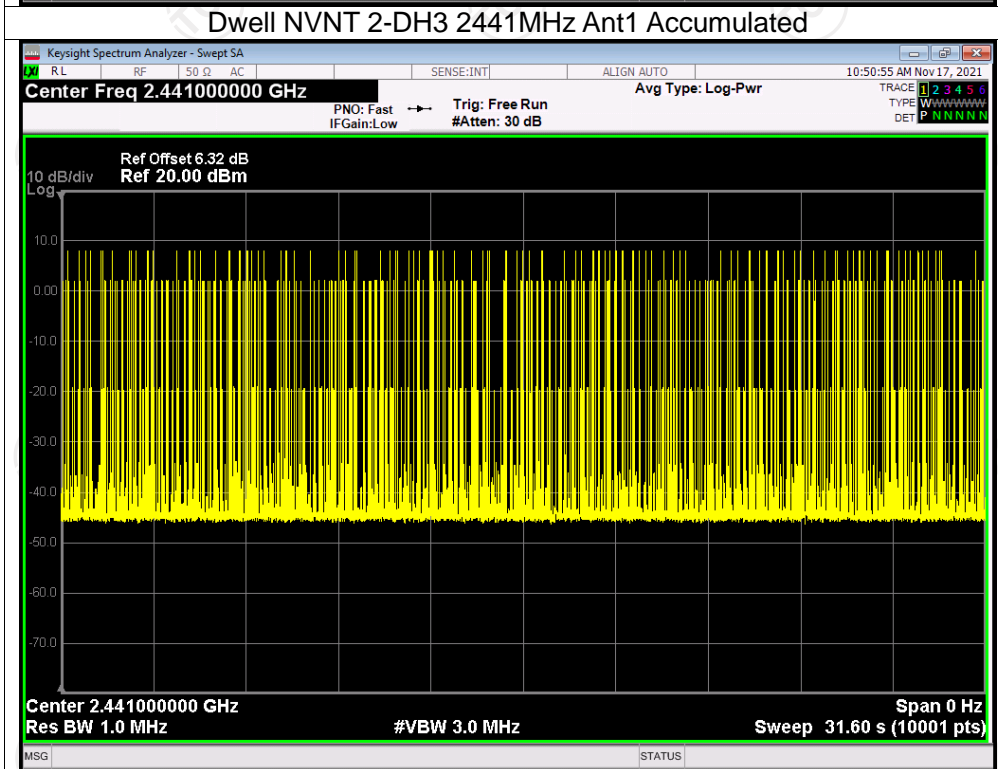 Dwell NVNT 2-DH3 2441MHz Ant1 Accumulated
Keysight Spectrum Analyzer - Swept SA
LXI RL RF 50 Ω AC SENSE:INT ALIGN AUTO 10:50:55 AM Nov 17, 2021
Center Freq 2.441000000 GHz Avg Type: Log-Pwr TRACE 1 2 3 4 5 6
PNO: Fast Trig: Free Run TYPE WWWWWW
IFGain:Low #Atten: 30 dB DET P N N N N N
Ref Offset 6.32 dB
10 dB/div Ref 20.00 dBm
Log
10.0
0.00
-10.0
-20.0
-30.0
-40.0
-50.0
-60.0
-70.0
Center 2.441000000 GHz Span 0 Hz
Res BW 1.0 MHz #VBW 3.0 MHz Sweep 31.60 s (10001 pts)
MSG STATUS